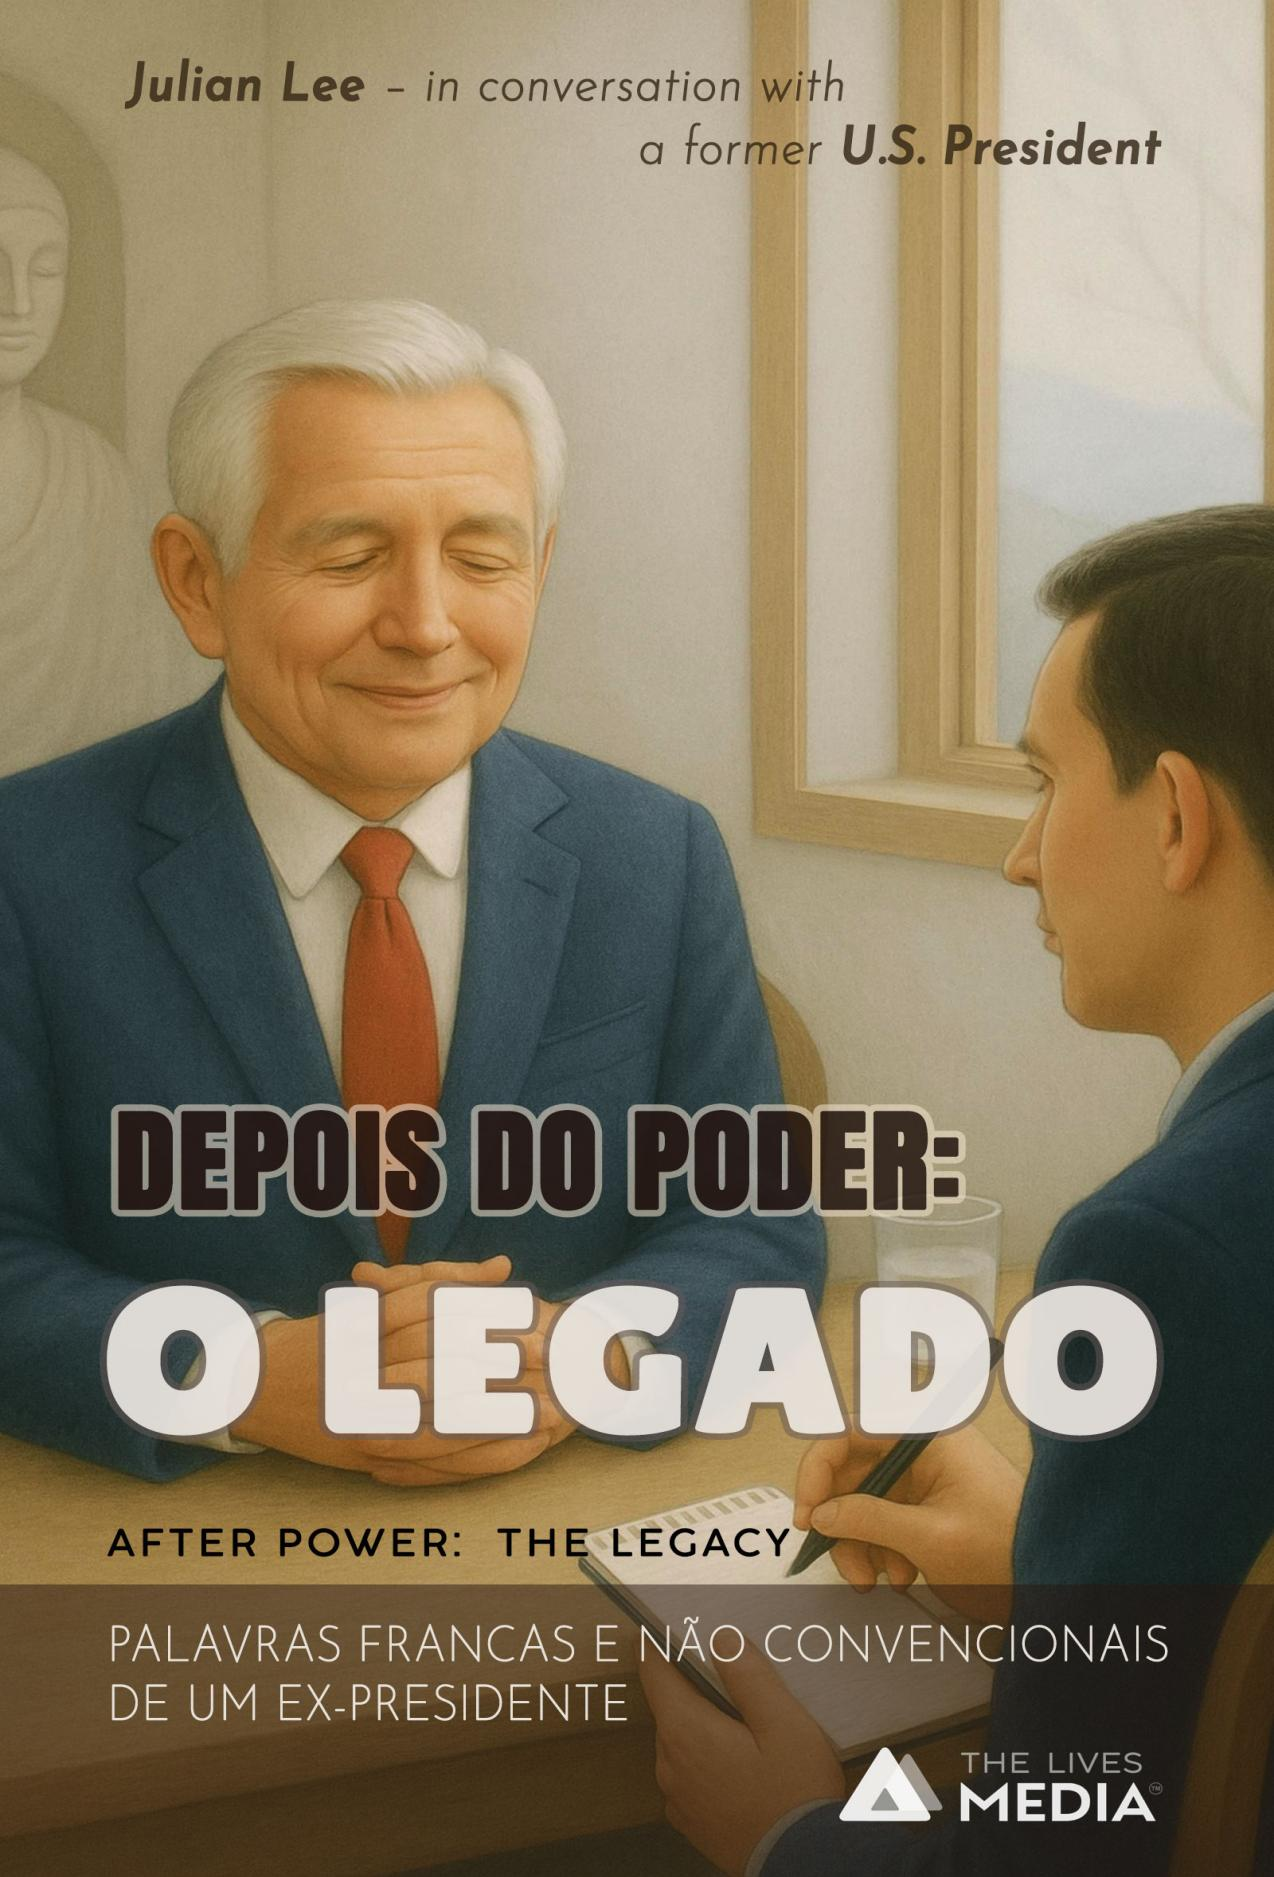 Julian Lee – in conversation with
a former U.S. President
DEPOIS DO PODER:
O LEGADO
AFTER POWER: THE LEGACY
PALAVRAS FRANCAS E NÃO CONVENCIONAIS
DE UM EX-PRESIDENTE
THE LIVES
MEDIA™